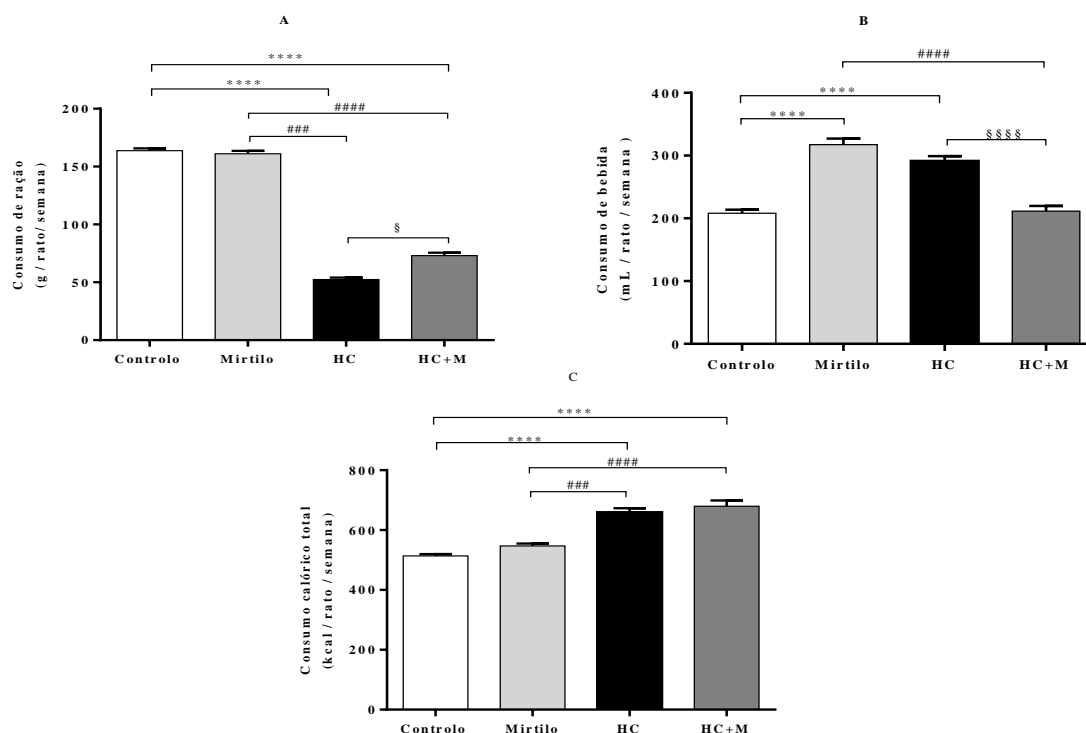 A
****
****
####
###
§
200
150
100
50
0
Consumo de ração
(g / rato/ semana)
Controlo Mirtilo HC HC+M
B
####
****
****
§§§§
400
300
200
100
0
Consumo de bebida
(mL / rato / semana)
Controlo Mirtilo HC HC+M
C
****
****
####
###
800
600
400
200
0
Consumo calórico total
(kcal / rato / semana)
Controlo Mirtilo HC HC+M